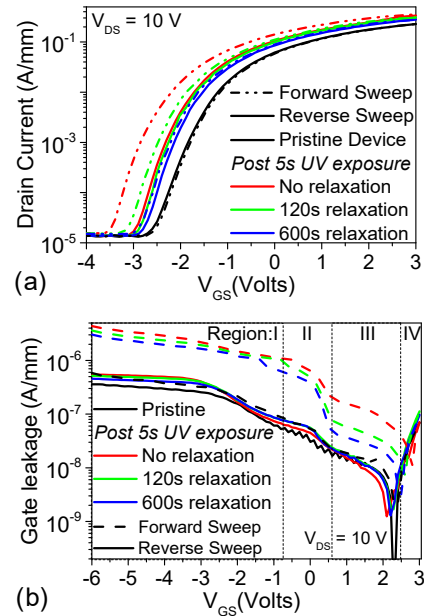 V_DS = 10 V
Drain Current (A/mm)
10^-1
10^-3
10^-5
Forward Sweep
Reverse Sweep
Pristine Device
Post 5s UV exposure
No relaxation
120s relaxation
600s relaxation
-4 -3 -2 -1 0 1 2 3
V_GS(Volts)
(a)
Region:I II III IV
Gate leakage (A/mm)
10^-6
10^-7
10^-8
10^-9
Pristine
Post 5s UV exposure
No relaxation
120s relaxation
600s relaxation
Forward Sweep
Reverse Sweep
V_DS = 10 V
-6 -5 -4 -3 -2 -1 0 1 2 3
V_GS(Volts)
(b)